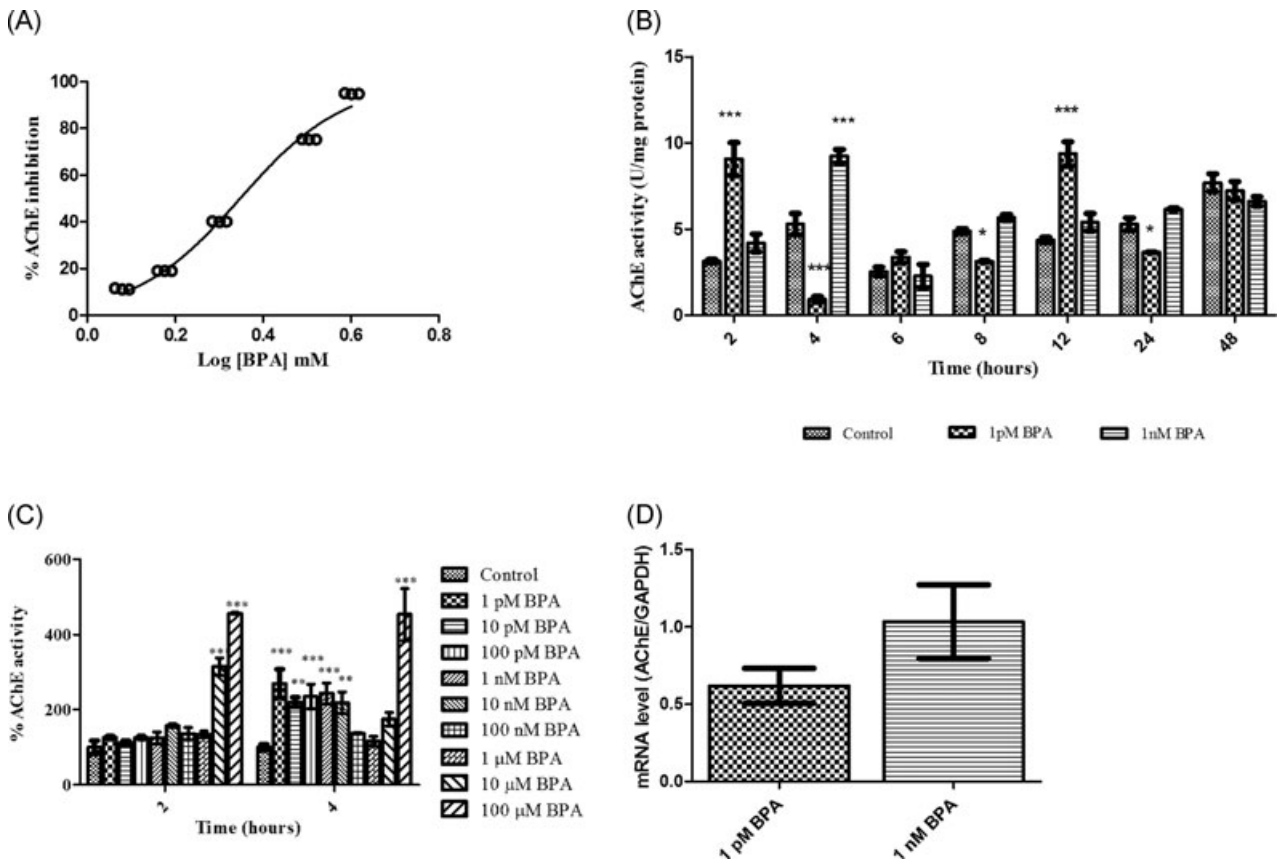 (A)
100
80
60
40
20
0
% AChE inhibition
0.0 0.2 0.4 0.6 0.8
Log [BPA] mM
(B)
15
10
5
0
AChE activity (U/mg protein)
*** *** *** * *** *
2 4 6 8 12 24 48
Time (hours)
Control 1pM BPA 1nM BPA
(C)
600
400
200
0
% AChE activity
** *** *** ** *** *** ** ***
2 4
Time (hours)
Control
1 pM BPA
10 pM BPA
100 pM BPA
1 nM BPA
10 nM BPA
100 nM BPA
1 µM BPA
10 µM BPA
100 µM BPA
(D)
1.5
1.0
0.5
0.0
mRNA level (AChE/GAPDH)
1 pM BPA 1 nM BPA